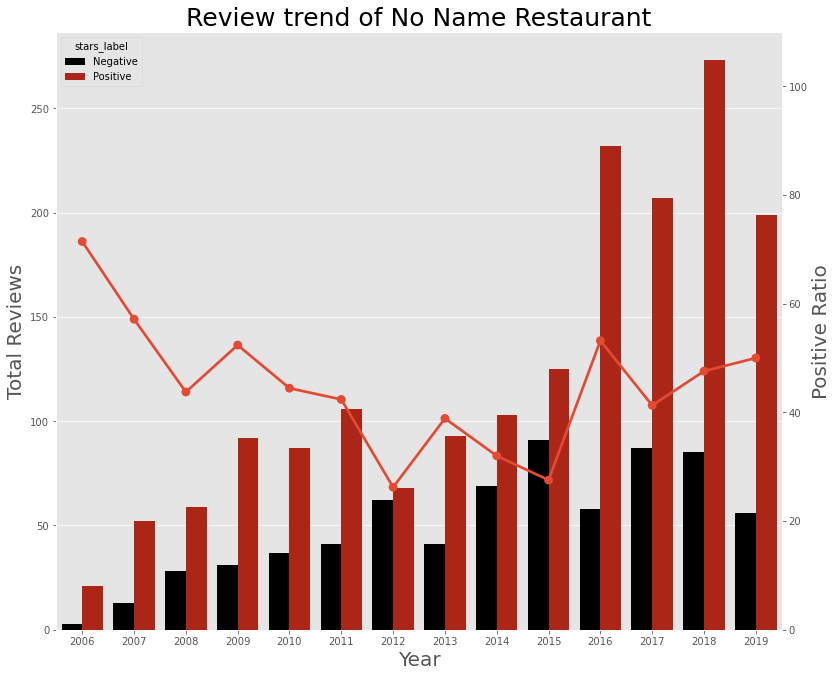 Review trend of No Name Restaurant
stars_label
Negative
Positive
Total Reviews
250
200
150
100
50
0
Positive Ratio
100
80
60
40
20
0
2006 2007 2008 2009 2010 2011 2012 2013 2014 2015 2016 2017 2018 2019
Year